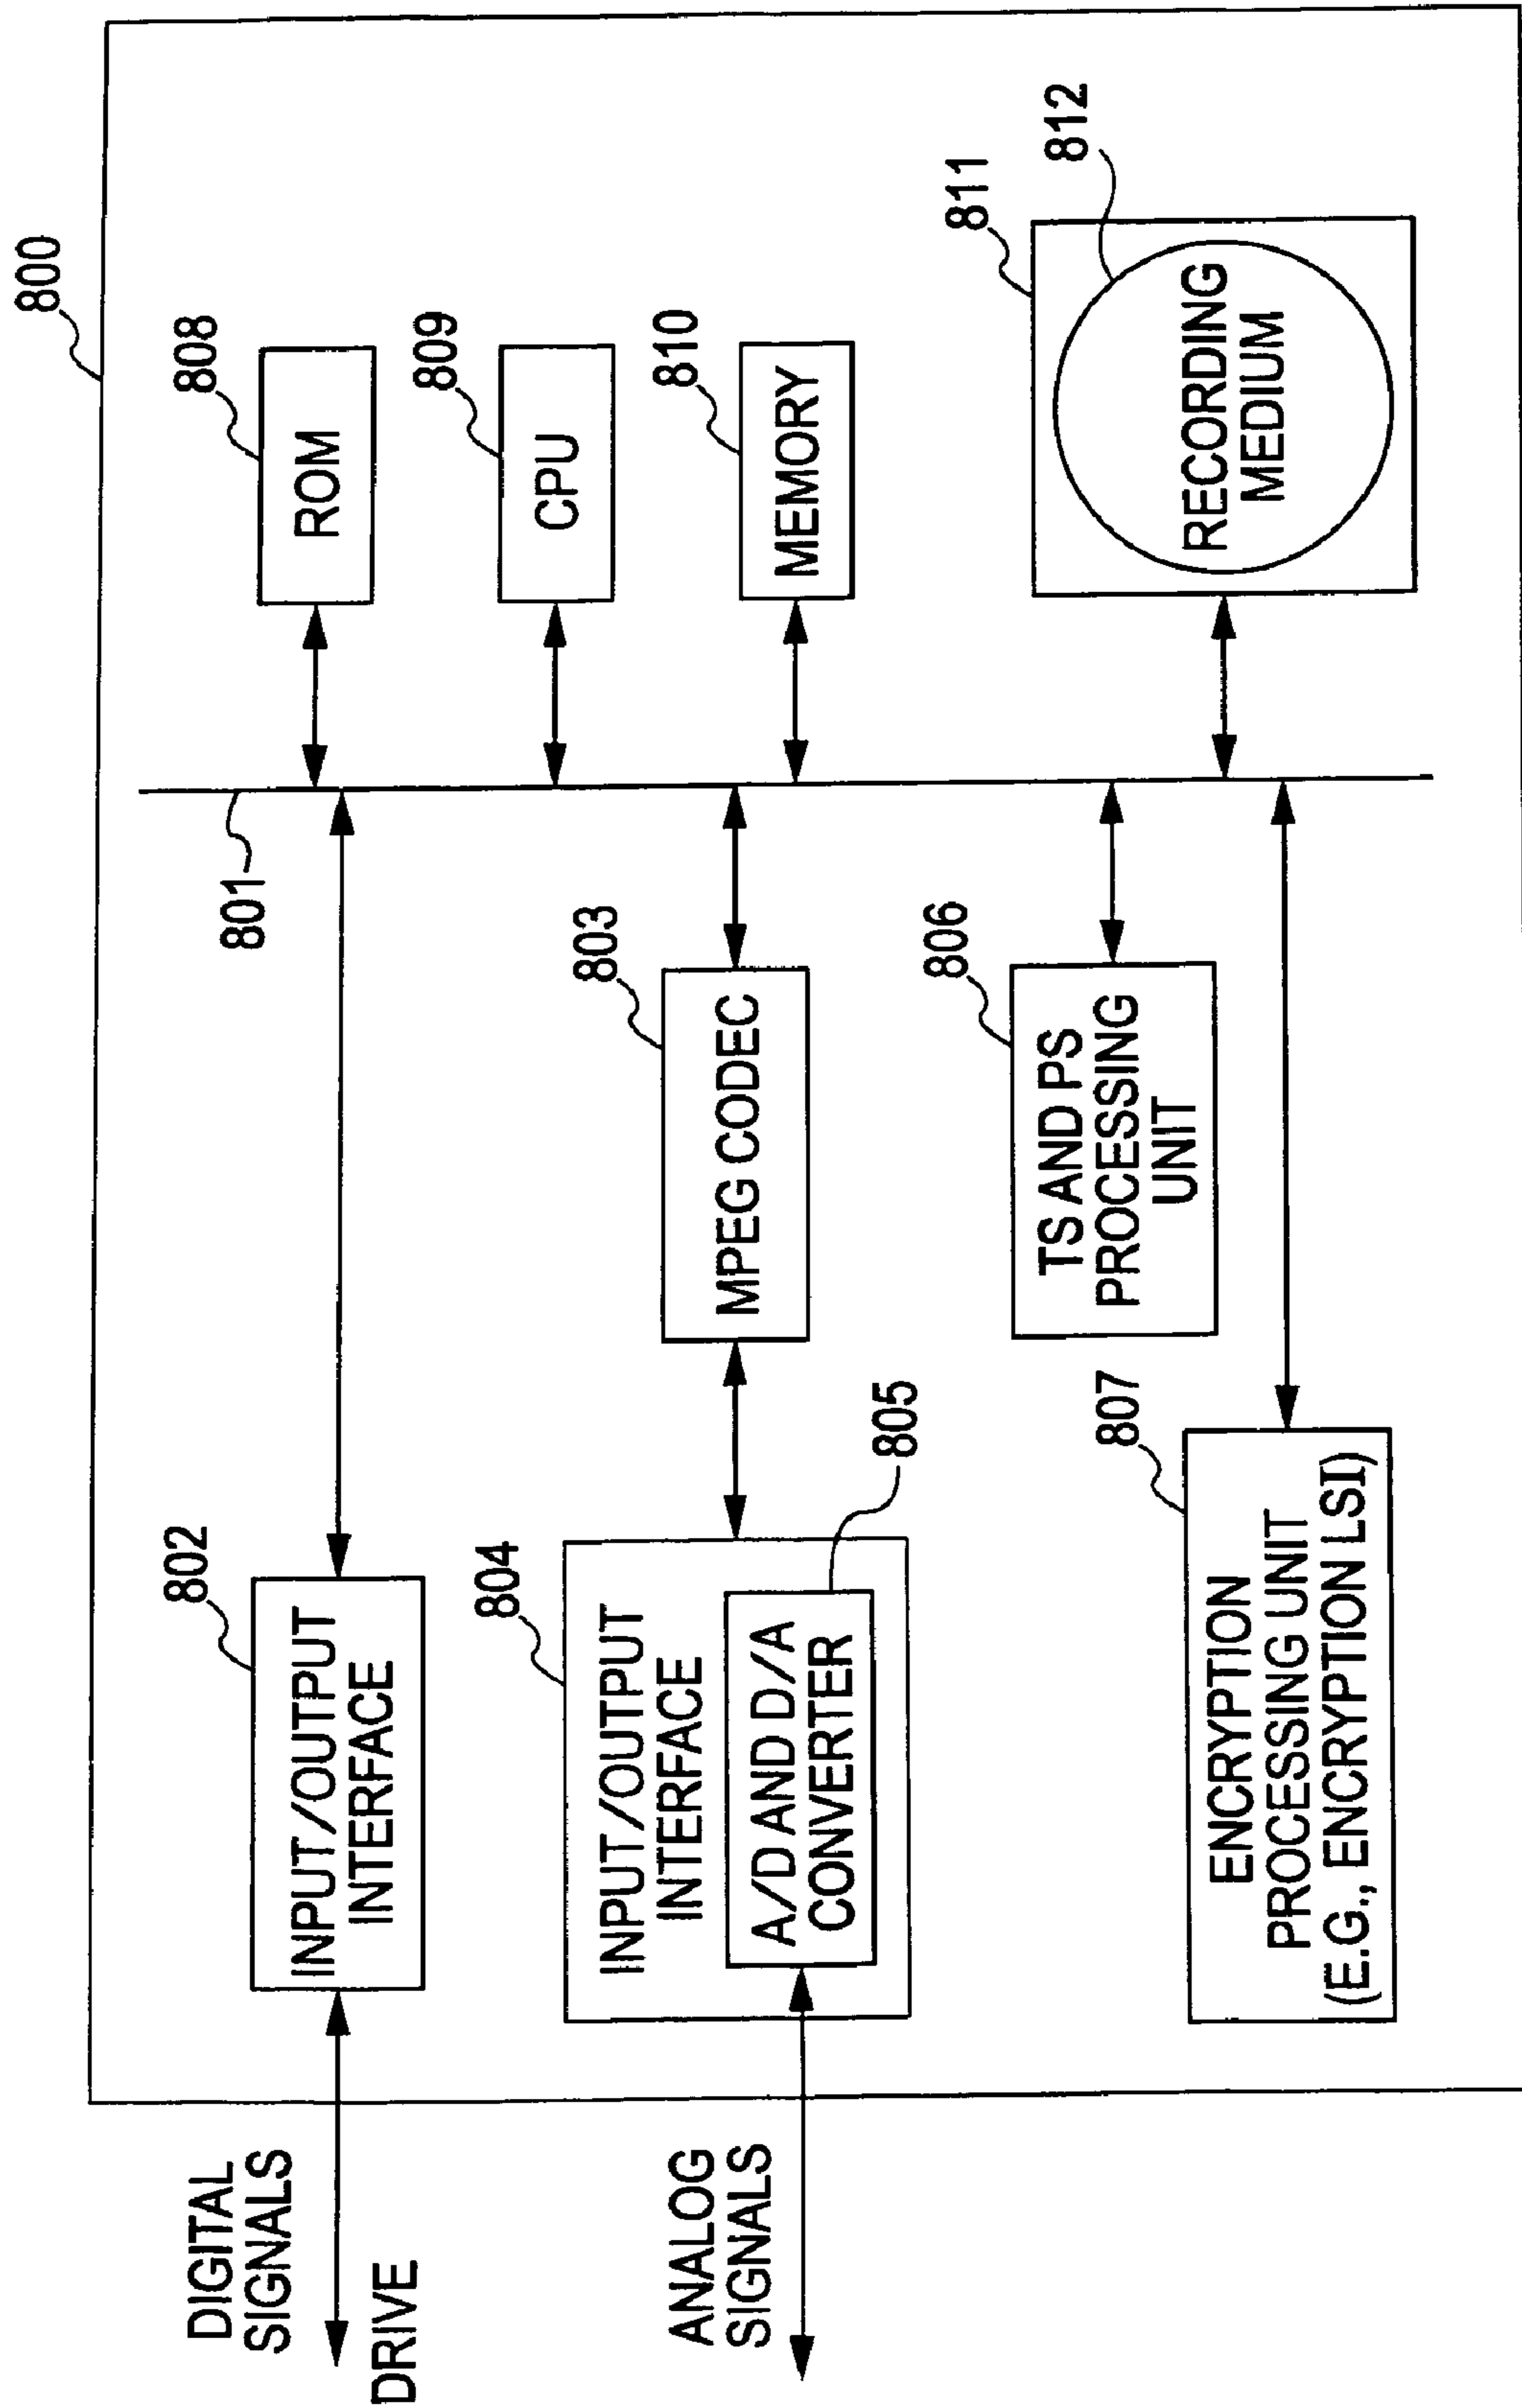 800
DIGITAL
SIGNALS
DRIVE
802
INPUT/OUTPUT
INTERFACE
801
808
ROM
809
CPU
ANALOG
SIGNALS
804
INPUT/OUTPUT
INTERFACE
A/D AND D/A
CONVERTER
805
803
MPEG CODEC
810
MEMORY
806
TS AND PS
PROCESSING
UNIT
807
ENCRYPTION
PROCESSING UNIT
(E.G., ENCRYPTION LSI)
811
812
RECORDING
MEDIUM